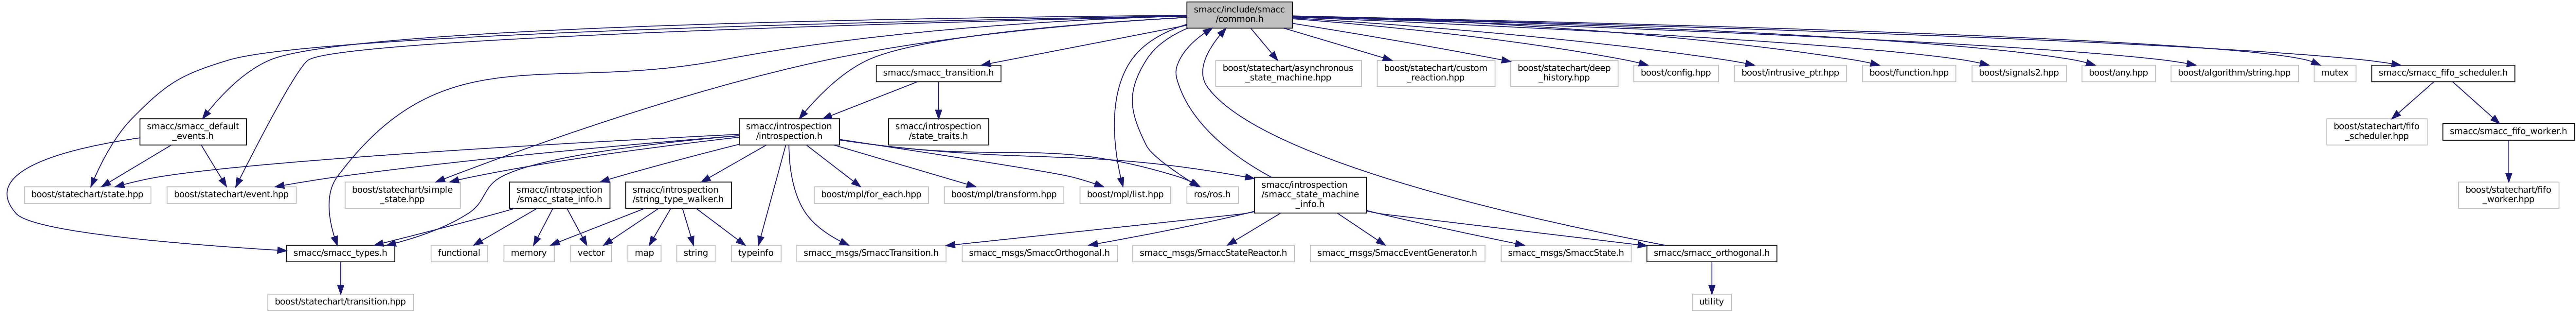 smacc/include/smacc
/common.h
smacc/smacc_transition.h
boost/statechart/asynchronous
_state_machine.hpp
boost/statechart/custom
_reaction.hpp
boost/statechart/deep
_history.hpp
boost/config.hpp
boost/intrusive_ptr.hpp
boost/function.hpp
boost/signals2.hpp
boost/any.hpp
boost/algorithm/string.hpp
mutex
smacc/smacc_fifo_scheduler.h
smacc/smacc_default
_events.h
smacc/introspection
/introspection.h
smacc/introspection
/state_traits.h
boost/statechart/fifo
_scheduler.hpp
smacc/smacc_fifo_worker.h
boost/statechart/state.hpp
boost/statechart/event.hpp
boost/statechart/simple
_state.hpp
smacc/introspection
/smacc_state_info.h
smacc/introspection
/string_type_walker.h
boost/mpl/for_each.hpp
boost/mpl/transform.hpp
boost/mpl/list.hpp
ros/ros.h
smacc/introspection
/smacc_state_machine
_info.h
boost/statechart/fifo
_worker.hpp
smacc/smacc_types.h
functional
memory
vector
map
string
typeinfo
smacc_msgs/SmaccTransition.h
smacc_msgs/SmaccOrthogonal.h
smacc_msgs/SmaccStateReactor.h
smacc_msgs/SmaccEventGenerator.h
smacc_msgs/SmaccState.h
smacc/smacc_orthogonal.h
boost/statechart/transition.hpp
utility